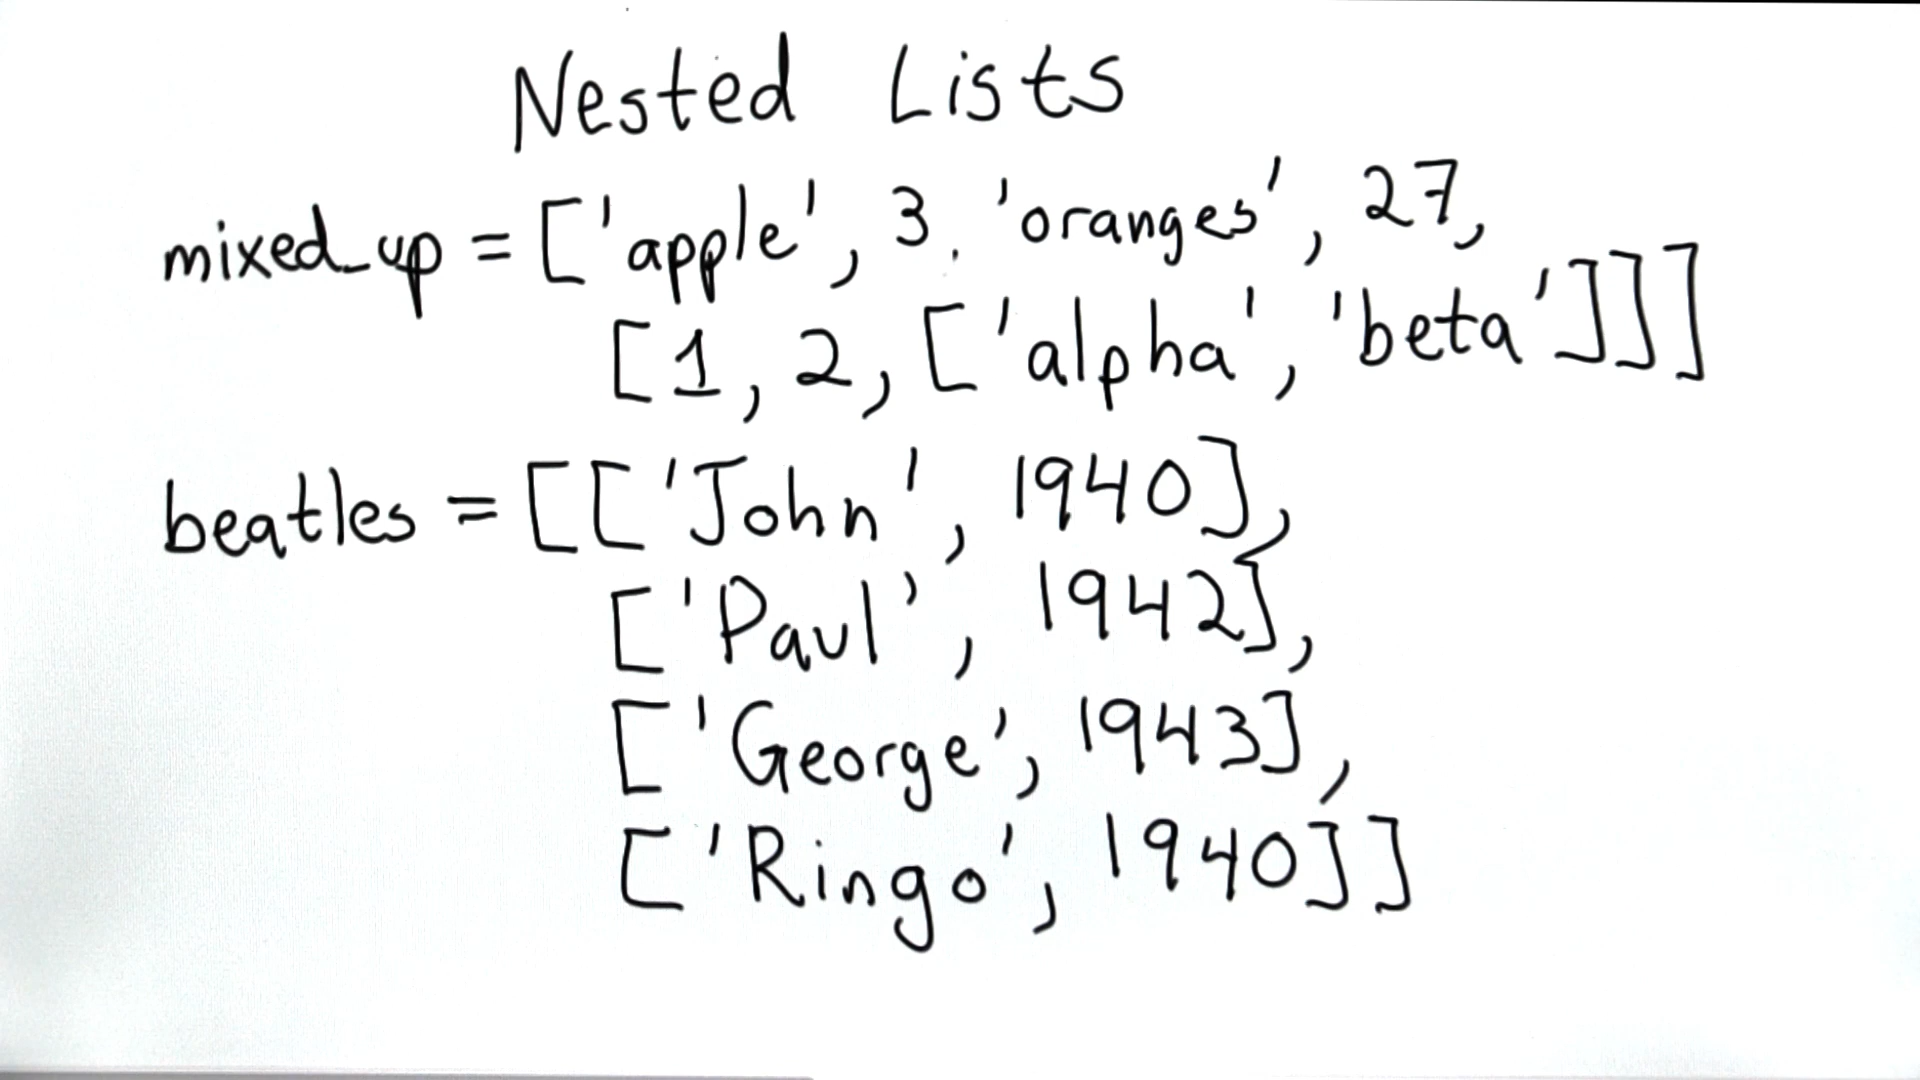 Nested Lists
mixed_up = ['apple', 3, 'oranges', 27,
[1, 2, ['alpha', 'beta']]]
beatles = [['John', 1940],
['Paul', 1942],
['George', 1943],
['Ringo', 1940]]